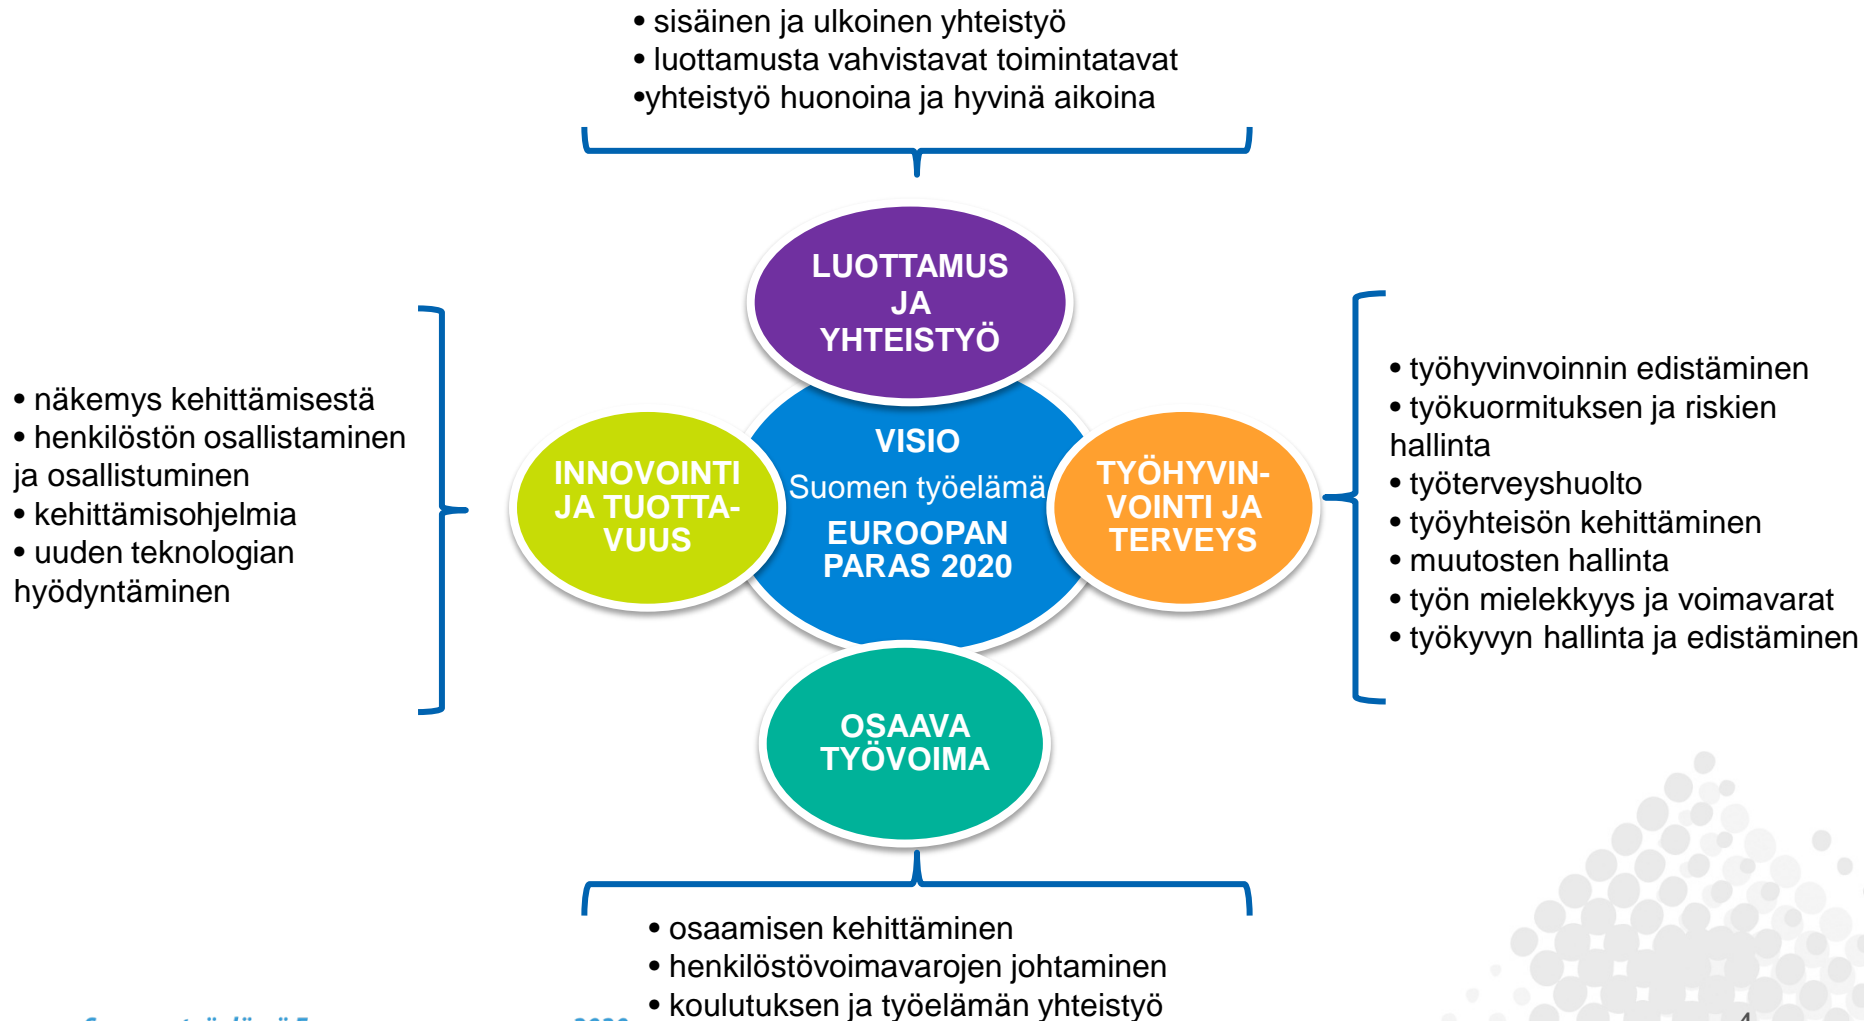 • sisäinen ja ulkoinen yhteistyö
• luottamusta vahvistavat toimintatavat
•yhteistyö huonoina ja hyvinä aikoina
LUOTTAMUS
JA
YHTEISTYÖ
• näkemys kehittämisestä
• henkilöstön osallistaminen
ja osallistuminen
• kehittämisohjelmia
• uuden teknologian
hyödyntäminen
INNOVOINTI
JA TUOTTA-
VUUS
VISIO
Suomen työelämä
EUROOPAN
PARAS 2020
TYÖHYVIN-
VOINTI JA
TERVEYS
• työhyvinvoinnin edistäminen
• työkuormituksen ja riskien
hallinta
• työterveyshuolto
• työyhteisön kehittäminen
• muutosten hallinta
• työn mielekkyys ja voimavarat
• työkyvyn hallinta ja edistäminen
OSAAVA
TYÖVOIMA
• osaamisen kehittäminen
• henkilöstövoimavarojen johtaminen
• koulutuksen ja työelämän yhteistyö
4